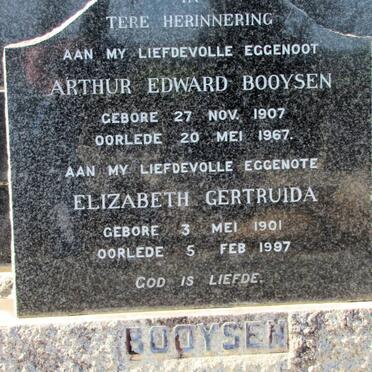 IN
TERE HERINNERING
AAN MY LIEFDEVOLLE EGGENOOT
ARTHUR EDWARD BOOYSEN
GEBORE 27 NOV. 1907
OORLEDE 20 MEI 1967.
AAN MY LIEFDEVOLLE EGGENOTE
ELIZABETH GERTRUIDA
GEBORE 3 MEI 1901
OORLEDE 5 FEB 1997
GOD IS LIEFDE.
BOOYSEN